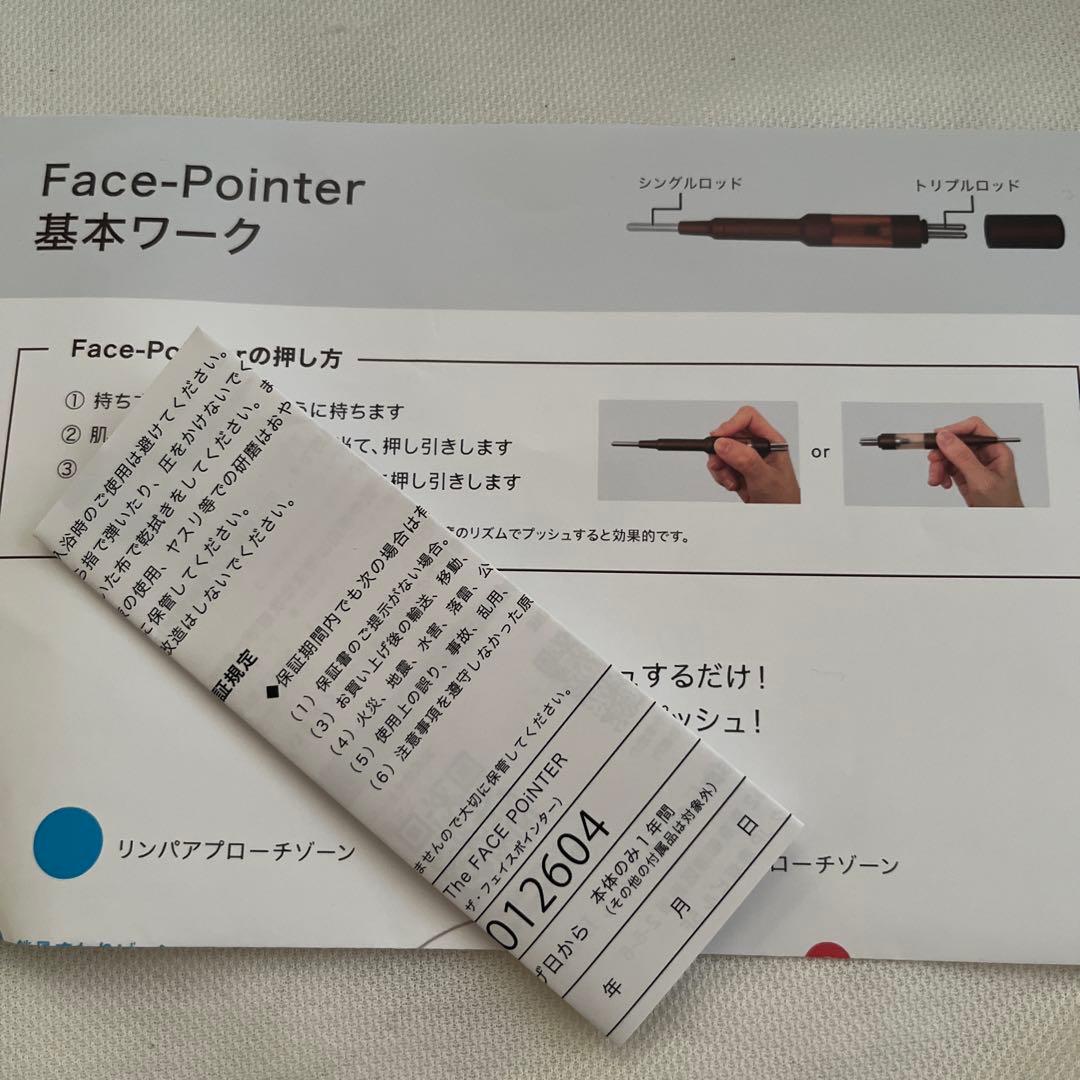 Face-Pointer
基本ワーク
シングルロッド
トリプルロッド
Face-Po rの押し方
① 持ち うに持ちます
② 肌 当て、押し引きします
③ 押し引きします
or
のリズムでプッシュすると効果的です。
するだけ!
プッシュ!
リンパアプローチゾーン
ローチゾーン
入浴時のご使用は避けてください。
指で弾いたり、圧をかけないでく
いた布で乾拭きをしてください。ま
の使用、ヤスリ等での研磨はおや
に保管してください。
改造はしないでください。
証規定
◆保証期間内でも次の場合は有
(1) 保証書のご提示がない場合。
(3) お買い上げ後の輸送、移動
(4) 火災、地震、水害、落雷、公
(5) 使用上の誤り、事故、乱用、
(6) 注意事項を遵守しなかった原
ませんので大切に保管してください。
The FACE POiNTER
ザ・フェイスポインター)
012604
げ日から 本体のみ1年間
(その他の付属品は対象外)
年 月 日